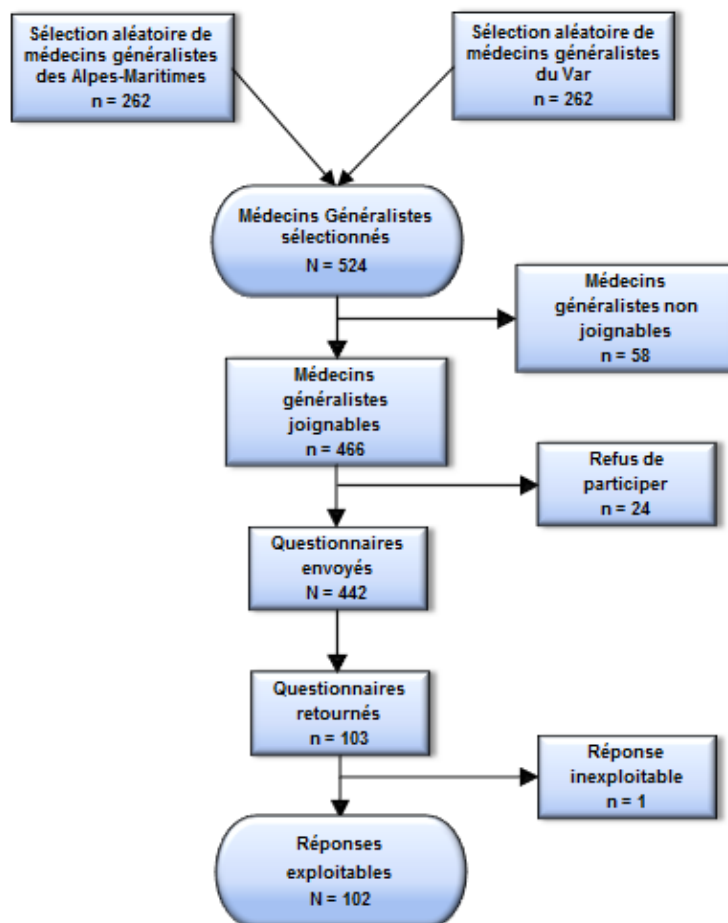 Sélection aléatoire de
médecins généralistes
des Alpes-Maritimes
n = 262
Sélection aléatoire de
médecins généralistes
du Var
n = 262
Médecins Généralistes
sélectionnés
N = 524
Médecins
généralistes non
joignables
n = 58
Médecins
généralistes
joignables
n = 466
Refus de
participer
n = 24
Questionnaires
envoyés
N = 442
Questionnaires
retournés
n = 103
Réponse
inexploitable
n = 1
Réponses
exploitables
N = 102